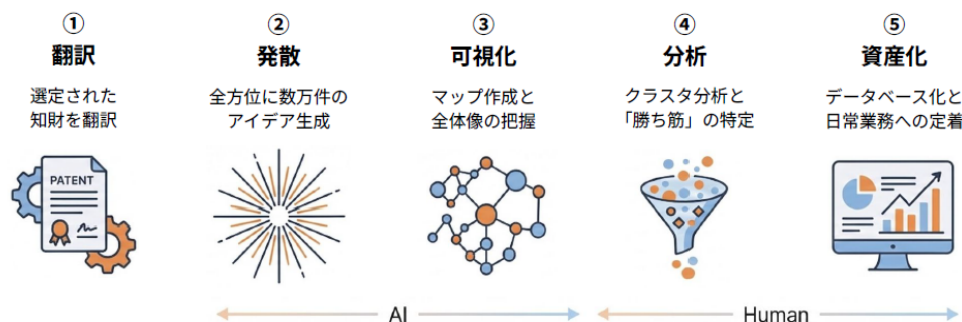 ①
翻訳
選定された
知財を翻訳
PATENT
②
発散
全方位に数万件の
アイデア生成
③
可視化
マップ作成と
全体像の把握
④
分析
クラスタ分析と
「勝ち筋」の特定
⑤
資産化
データベース化と
日常業務への定着
AI
Human